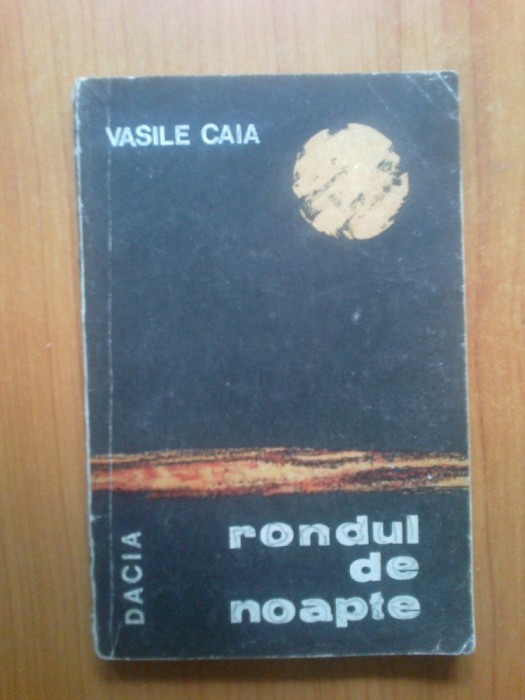 VASILE CAIA
rondul
de
noapte
DACIA